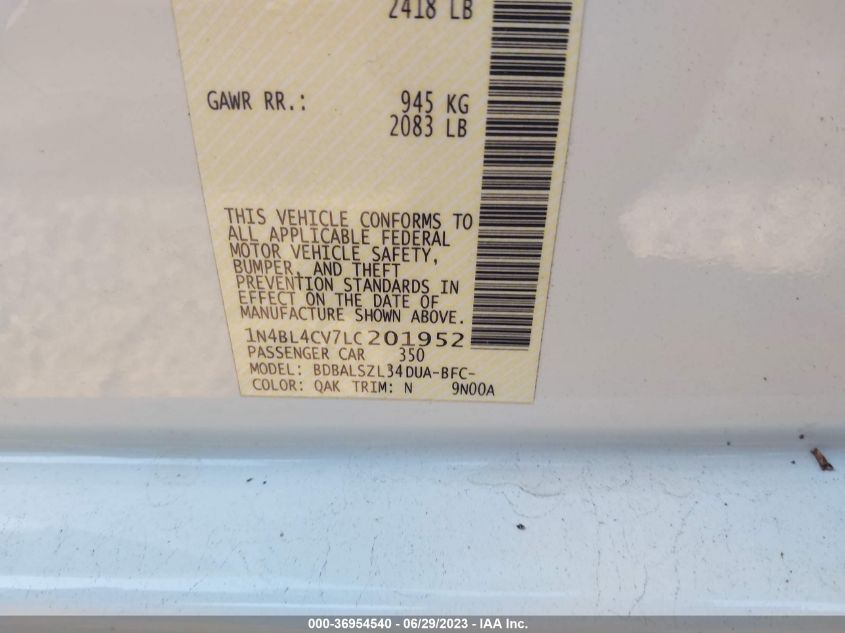 2418 LB
GAWR RR.: 945 KG
2083 LB
THIS VEHICLE CONFORMS TO
ALL APPLICABLE FEDERAL
MOTOR VEHICLE SAFETY,
BUMPER, AND THEFT
PREVENTION STANDARDS IN
EFFECT ON THE DATE OF
MANUFACTURE SHOWN ABOVE.
1N4BL4CV7LC201952
PASSENGER CAR 350
MODEL: BDBALSZL34DUA-BFC-
COLOR: QAK TRIM: N 9N00A
000-36954540 - 06/29/2023 - IAA Inc.